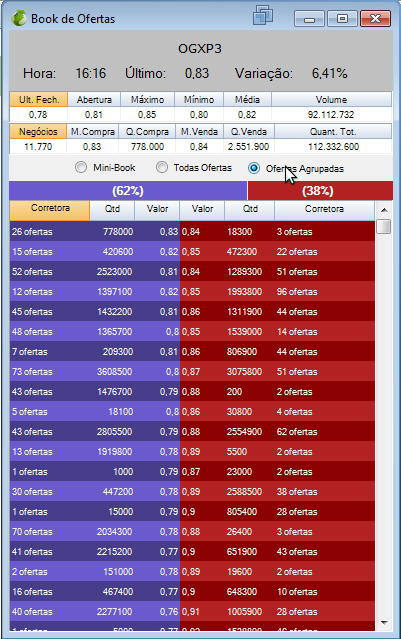 Book de Ofertas
OGXP3
Hora: 16:16 Último: 0,83 Variação: 6,41%
Ult. Fech. Abertura Máximo Mínimo Média Volume
0,78 0,81 0,85 0,80 0,82 92.112.732
Negócios M.Compra Q.Compra M.Venda Q.Venda Quant. Tot.
11.770 0,83 778.000 0,84 2.551.900 112.332.600
Mini-Book Todas Ofertas Ofertas Agrupadas
(62%) (38%)
Corretora Qtd Valor Valor Qtd Corretora
26 ofertas 778000 0,83 0,84 18300 3 ofertas
15 ofertas 420600 0,82 0,85 472300 22 ofertas
52 ofertas 2523000 0,81 0,84 1289300 51 ofertas
12 ofertas 1397100 0,82 0,85 1993800 96 ofertas
45 ofertas 1432200 0,81 0,86 1311900 44 ofertas
48 ofertas 1365700 0,8 0,85 1539000 14 ofertas
7 ofertas 209300 0,81 0,86 806900 44 ofertas
73 ofertas 3608500 0,8 0,87 3075800 51 ofertas
43 ofertas 1476700 0,79 0,88 200 2 ofertas
5 ofertas 18100 0,8 0,86 30800 4 ofertas
43 ofertas 2805500 0,79 0,88 2554900 62 ofertas
13 ofertas 1919800 0,78 0,89 5500 2 ofertas
1 ofertas 1000 0,79 0,87 23000 2 ofertas
30 ofertas 447200 0,78 0,89 2588500 38 ofertas
1 ofertas 15000 0,79 0,9 805400 28 ofertas
70 ofertas 2034300 0,78 0,88 26400 3 ofertas
41 ofertas 2215200 0,77 0,9 651900 43 ofertas
2 ofertas 151000 0,78 0,89 19600 2 ofertas
16 ofertas 467400 0,77 0,9 648300 10 ofertas
40 ofertas 2277100 0,76 0,91 1005900 28 ofertas